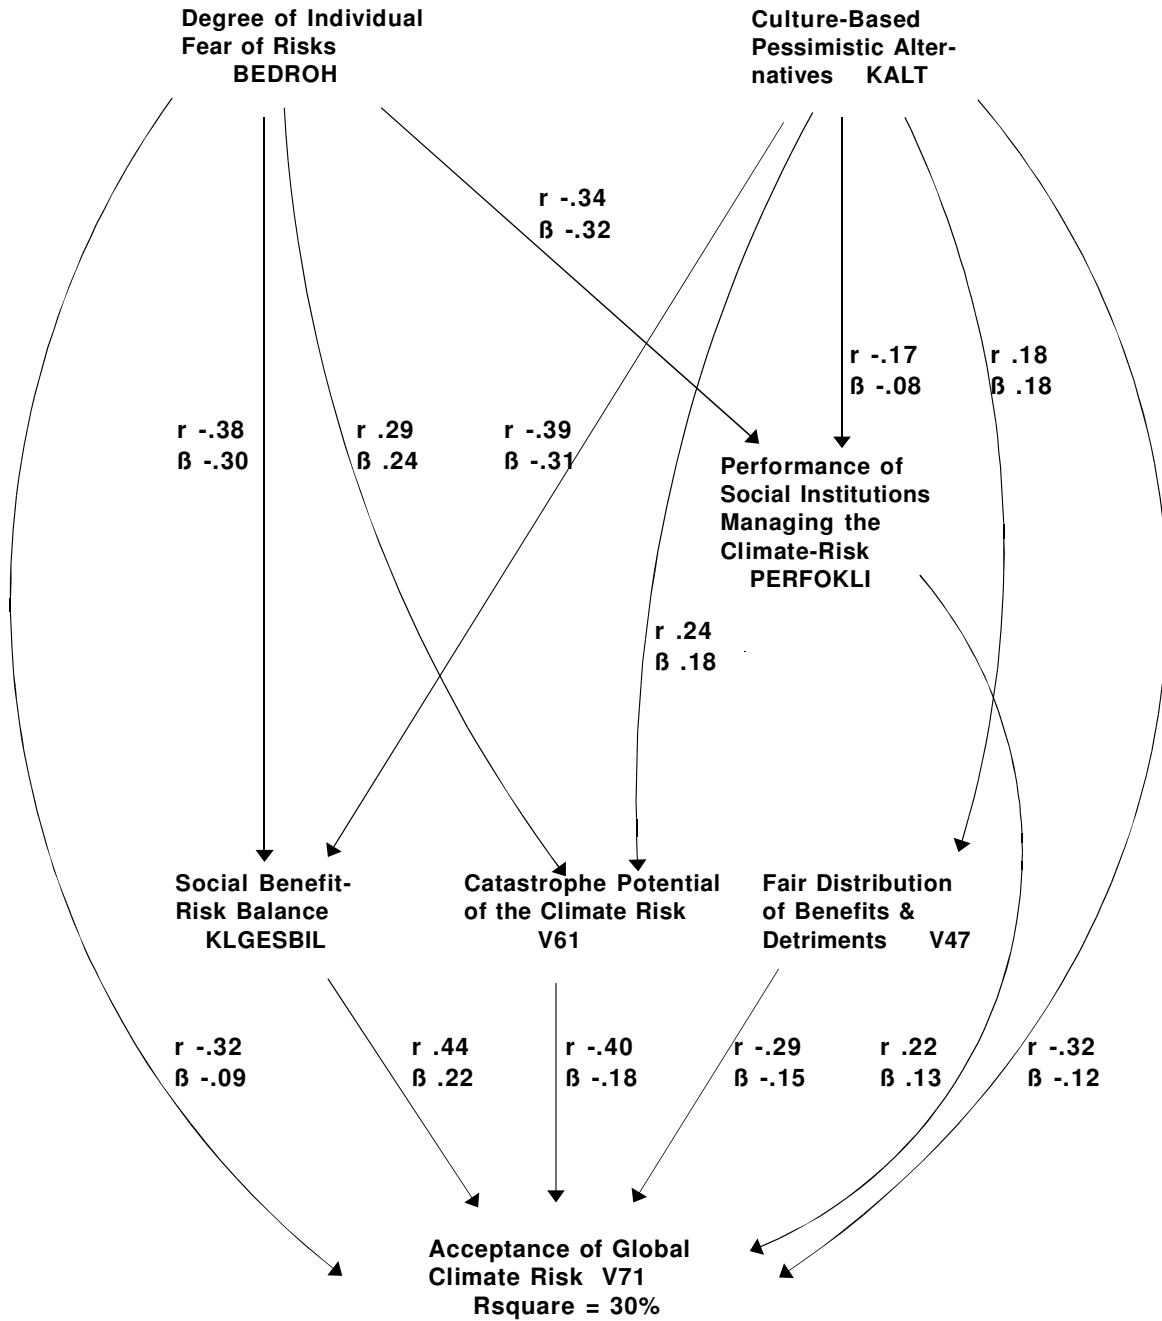 Degree of Individual
Fear of Risks
BEDROH
Culture-Based
Pessimistic Alter-
natives KALT
r -.34
ß -.32
r -.17
ß -.08
r .18
ß .18
r -.38
ß -.30
r .29
ß .24
r -.39
ß -.31
Performance of
Social Institutions
Managing the
Climate-Risk
PERFOKLI
r .24
ß .18
Social Benefit-
Risk Balance
KLGESBIL
Catastrophe Potential
of the Climate Risk
V61
Fair Distribution
of Benefits &
Detriments V47
r -.32
ß -.09
r .44
ß .22
r -.40
ß -.18
r -.29
ß -.15
r .22
ß .13
r -.32
ß -.12
Acceptance of Global
Climate Risk V71
Rsquare = 30%